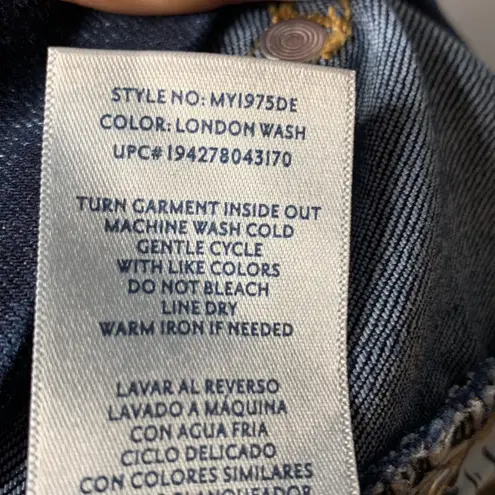 STYLE NO: MY1975DE
COLOR: LONDON WASH
UPC# 194278043170
TURN GARMENT INSIDE OUT
MACHINE WASH COLD
GENTLE CYCLE
WITH LIKE COLORS
DO NOT BLEACH
LINE DRY
WARM IRON IF NEEDED
LAVAR AL REVERSO
LAVADO A MÁQUINA
CON AGUA FRIA
CICLO DELICADO
CON COLORES SIMILARES
BLANQUEADOR